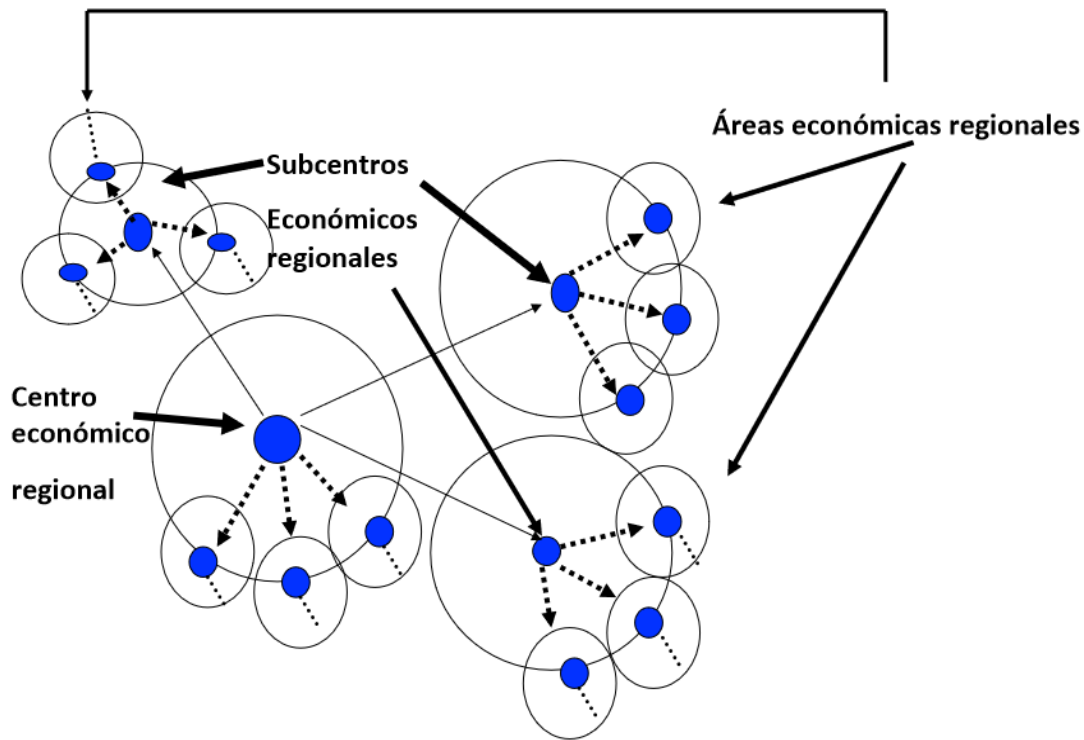 Áreas económicas regionales
Subcentros
Económicos
regionales
Centro
económico
regional